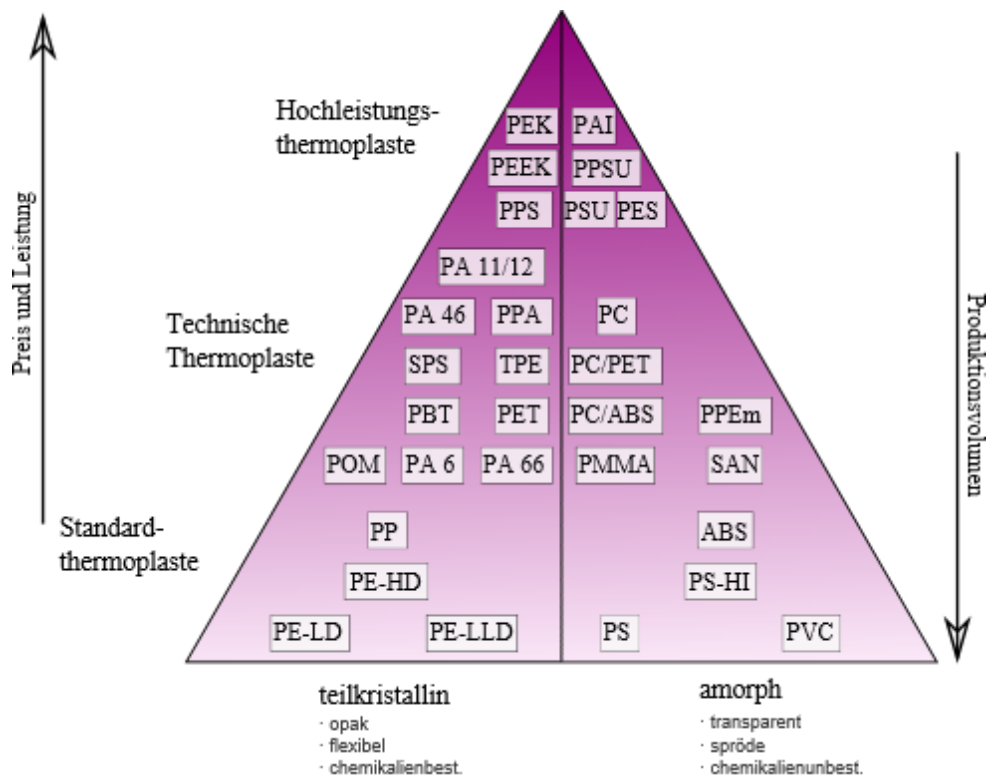 Hochleistungs-
thermoplaste
PEK PAI
PEEK PPSU
PPS PSU PES
PA 11/12
Technische
Thermoplaste
PA 46 PPA PC
SPS TPE PC/PET
PBT PET PC/ABS PPEm
POM PA 6 PA 66 PMMA SAN
Standard-
thermoplaste
PP ABS
PE-HD PS-HI
PE-LD PE-LLD PS PVC
Preis und Leistung
Produktionsvolumen
teilkristallin
· opak
· flexibel
· chemikalienbest.
amorph
· transparent
· spröde
· chemikalienunbest.